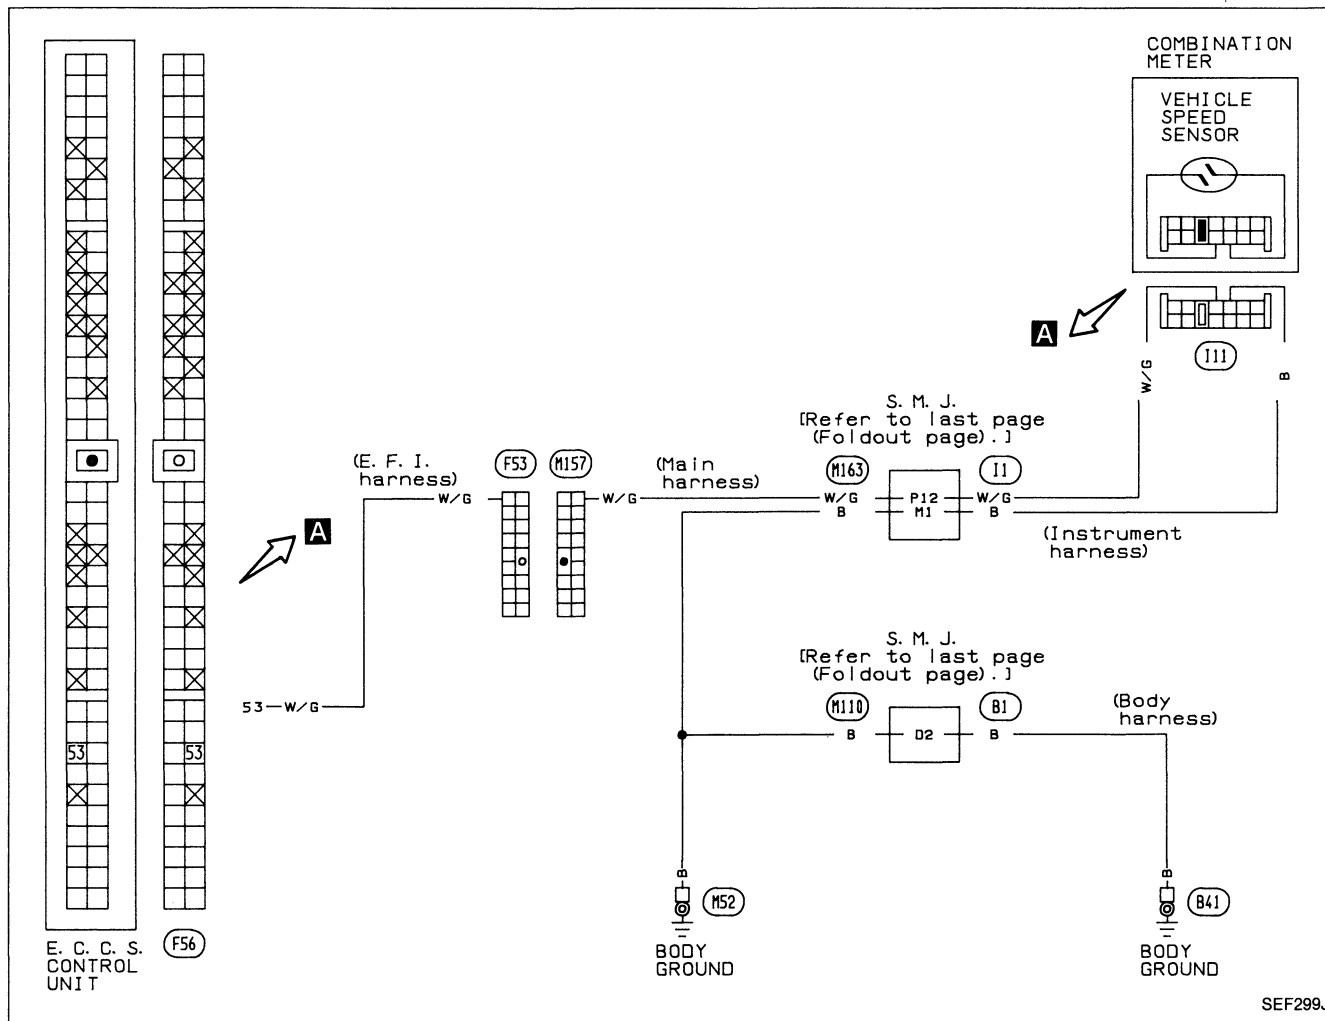 COMBINATION
METER
VEHICLE
SPEED
SENSOR
A
I11
W/G
B
S. M. J.
[Refer to last page
(Foldout page).]
(E. F. I.
harness)
F53
M157
(Main
harness)
M163
I1
W/G
W/G
W/G
P12
W/G
B
M1
B
(Instrument
harness)
A
S. M. J.
[Refer to last page
(Foldout page).]
53
W/G
M110
B1
(Body
harness)
B
D2
B
53
53
B
B
M52
B41
F56
E. C. C. S.
CONTROL
UNIT
BODY
GROUND
BODY
GROUND